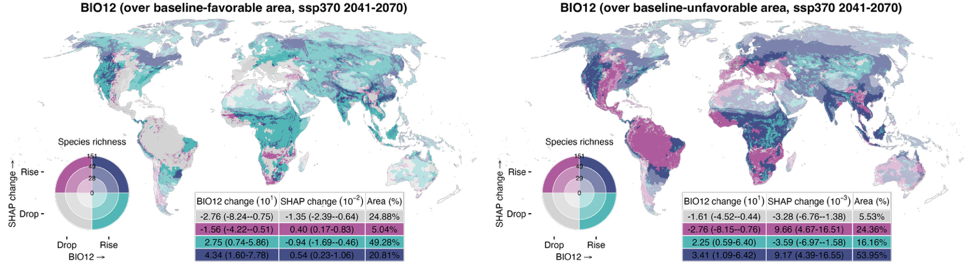 BIO12 (over baseline-favorable area, ssp370 2041-2070)
Species richness
151
49
28
0
SHAP change →
Rise
Drop
Drop
Rise
BIO12 →
BIO12 change (10^1) SHAP change (10^-2) Area (%)
-2.76 (-8.24--0.75) -1.35 (-2.39--0.64) 24.88%
-1.56 (-4.22--0.51) 0.40 (0.17-0.83) 5.04%
2.75 (0.74-5.86) -0.94 (-1.69--0.46) 49.28%
4.34 (1.60-7.78) 0.54 (0.23-1.06) 20.81%
BIO12 (over baseline-unfavorable area, ssp370 2041-2070)
Species richness
151
28
0
SHAP change →
Rise
Drop
Drop
Rise
BIO12 →
BIO12 change (10^1) SHAP change (10^-3) Area (%)
-1.61 (-4.52--0.44) -3.28 (-6.76--1.38) 5.53%
-2.76 (-8.15--0.76) 9.66 (4.67-16.51) 24.36%
2.25 (0.59-6.40) -3.59 (-6.97--1.58) 16.16%
3.41 (1.09-6.42) 9.17 (4.39-16.55) 53.95%